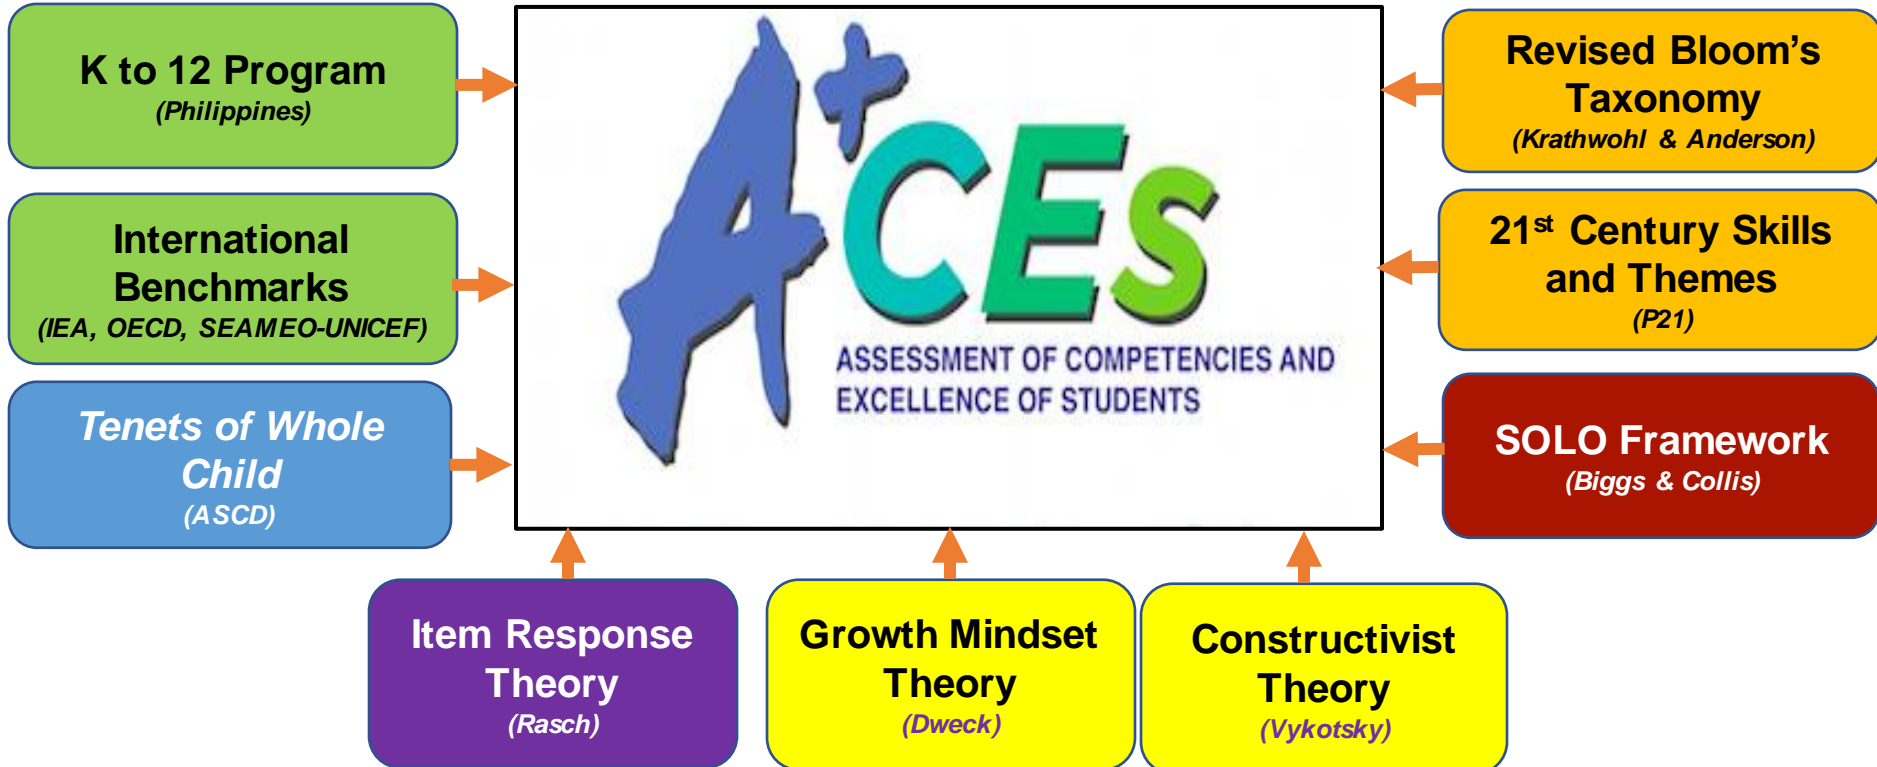 K to 12 Program
(Philippines)
International
Benchmarks
(IEA, OECD, SEAMEO-UNICEF)
Tenets of Whole
Child
(ASCD)
A+CEs
ASSESSMENT OF COMPETENCIES AND
EXCELLENCE OF STUDENTS
Revised Bloom’s
Taxonomy
(Krathwohl & Anderson)
21st Century Skills
and Themes
(P21)
SOLO Framework
(Biggs & Collis)
Item Response
Theory
(Rasch)
Growth Mindset
Theory
(Dweck)
Constructivist
Theory
(Vykotsky)